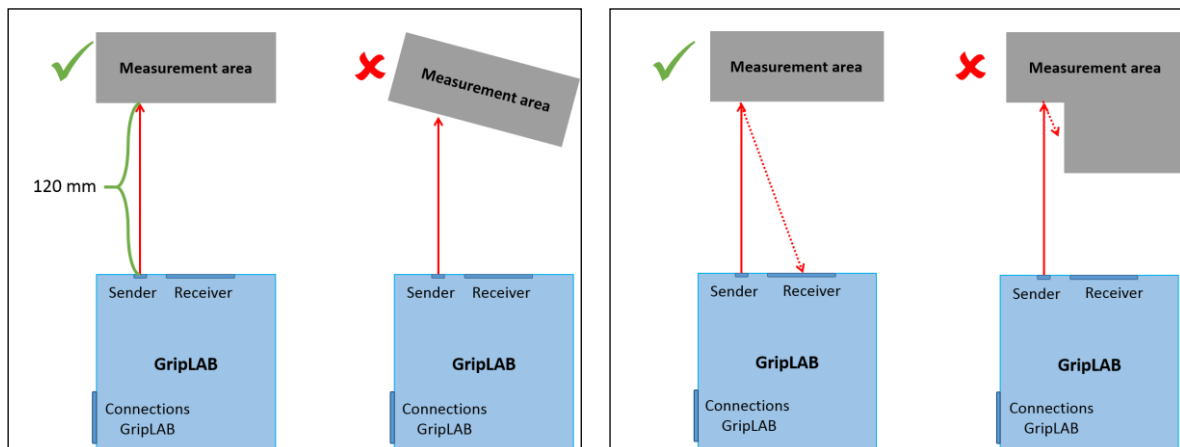 Measurement area
Measurement area
120 mm
Sender
Receiver
GripLAB
Connections
GripLAB
Sender
Receiver
GripLAB
Connections
GripLAB
Measurement area
Measurement area
Sender
Receiver
GripLAB
Connections
GripLAB
Sender
Receiver
GripLAB
Connections
GripLAB